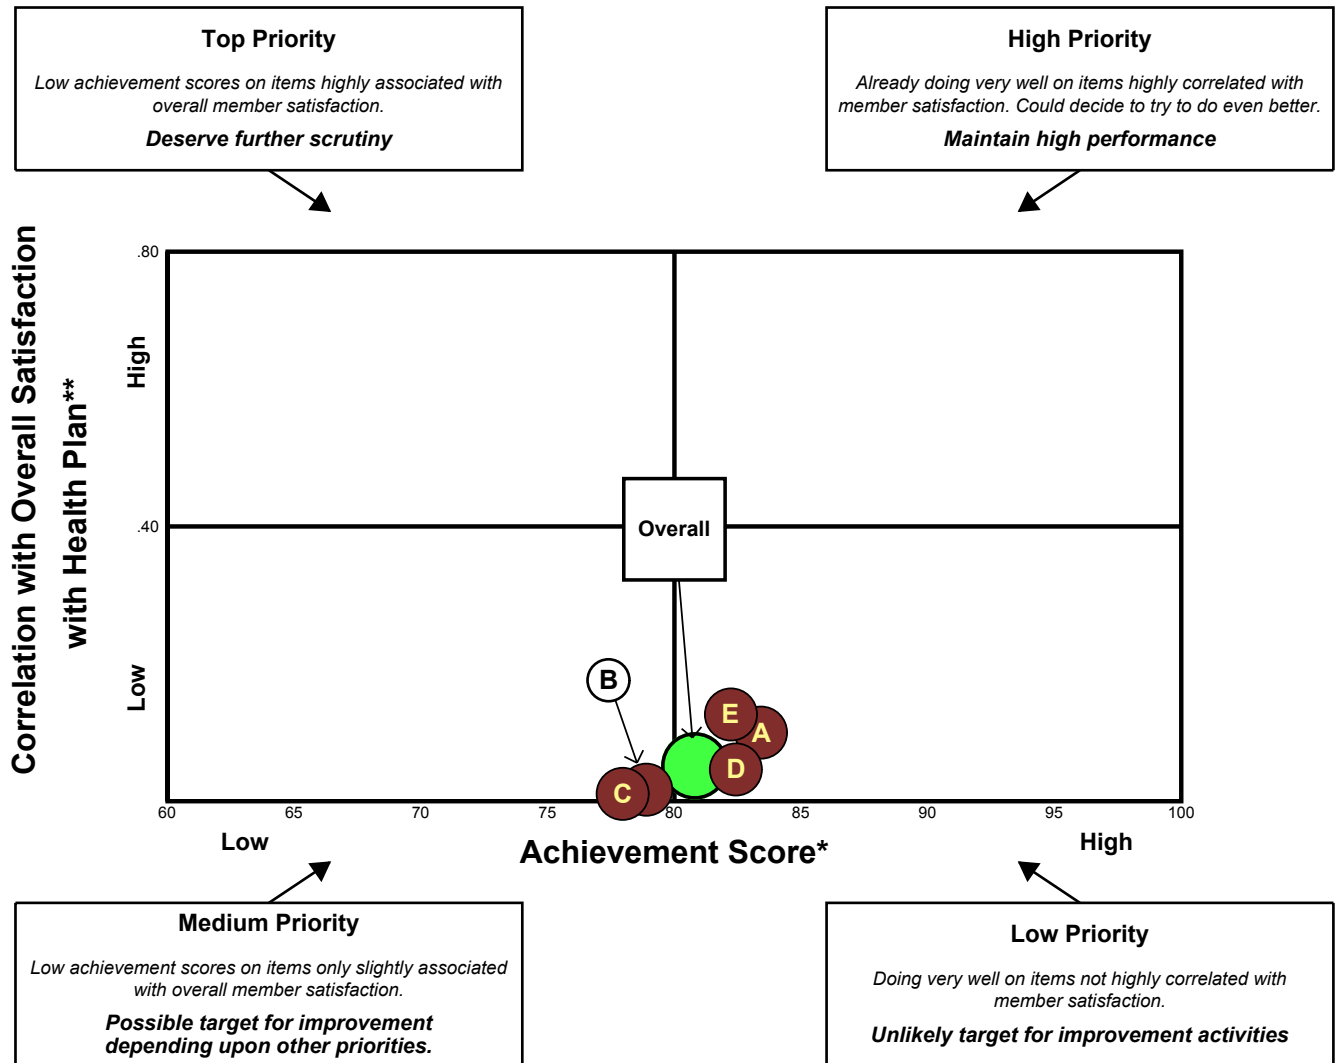 Top Priority
Low achievement scores on items highly associated with
overall member satisfaction.
Deserve further scrutiny
High Priority
Already doing very well on items highly correlated with
member satisfaction. Could decide to try to do even better.
Maintain high performance
Correlation with Overall Satisfaction
with Health Plan**
.80
High
.40
Overall
Low
B
E
A
D
C
60
65
70
75
80
85
90
95
100
Low
Achievement Score*
High
Medium Priority
Low achievement scores on items only slightly associated
with overall member satisfaction.
Possible target for improvement
depending upon other priorities.
Low Priority
Doing very well on items not highly correlated with
member satisfaction.
Unlikely target for improvement activities